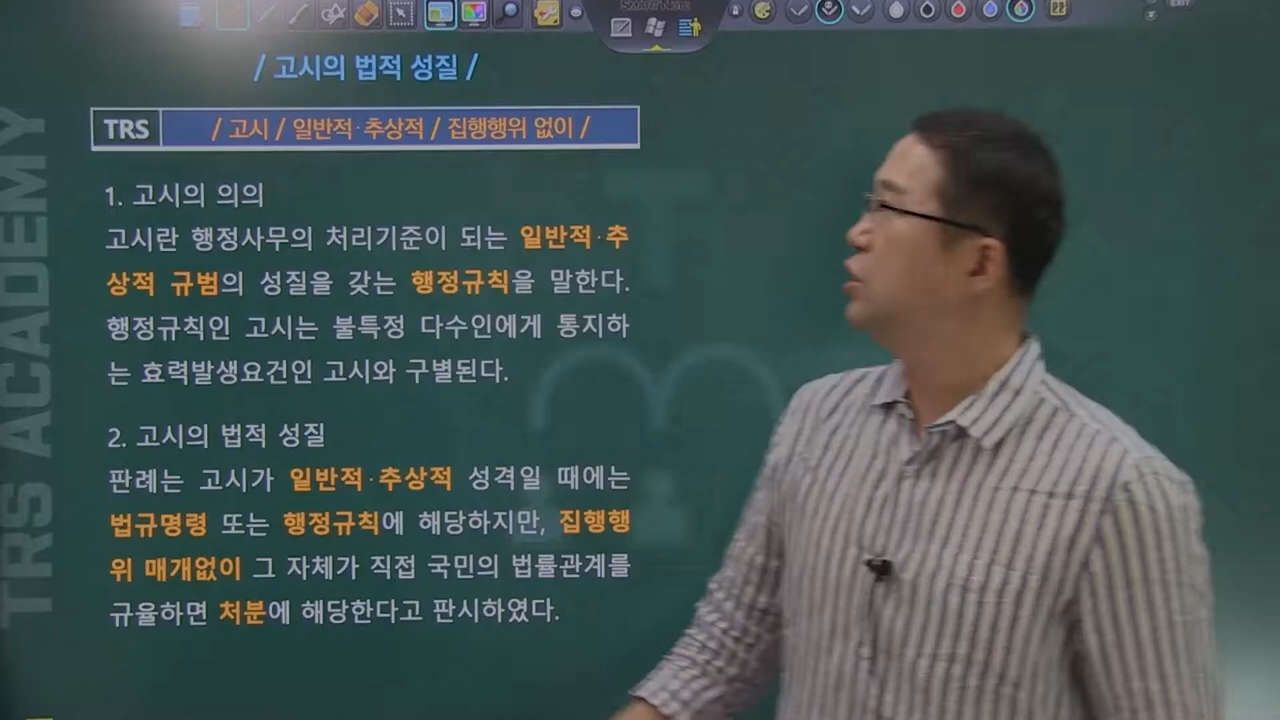 SMART NOTE
EXIT
/ 고시의 법적 성질 /
TRS / 고시 / 일반적·추상적 / 집행행위 없이 /
1. 고시의 의의
고시란 행정사무의 처리기준이 되는 일반적·추
상적 규범의 성질을 갖는 행정규칙을 말한다.
행정규칙인 고시는 불특정 다수인에게 통지하
는 효력발생요건인 고시와 구별된다.
2. 고시의 법적 성질
판례는 고시가 일반적·추상적 성격일 때에는
법규명령 또는 행정규칙에 해당하지만, 집행행
위 매개없이 그 자체가 직접 국민의 법률관계를
규율하면 처분에 해당한다고 판시하였다.
TRS ACADEMY